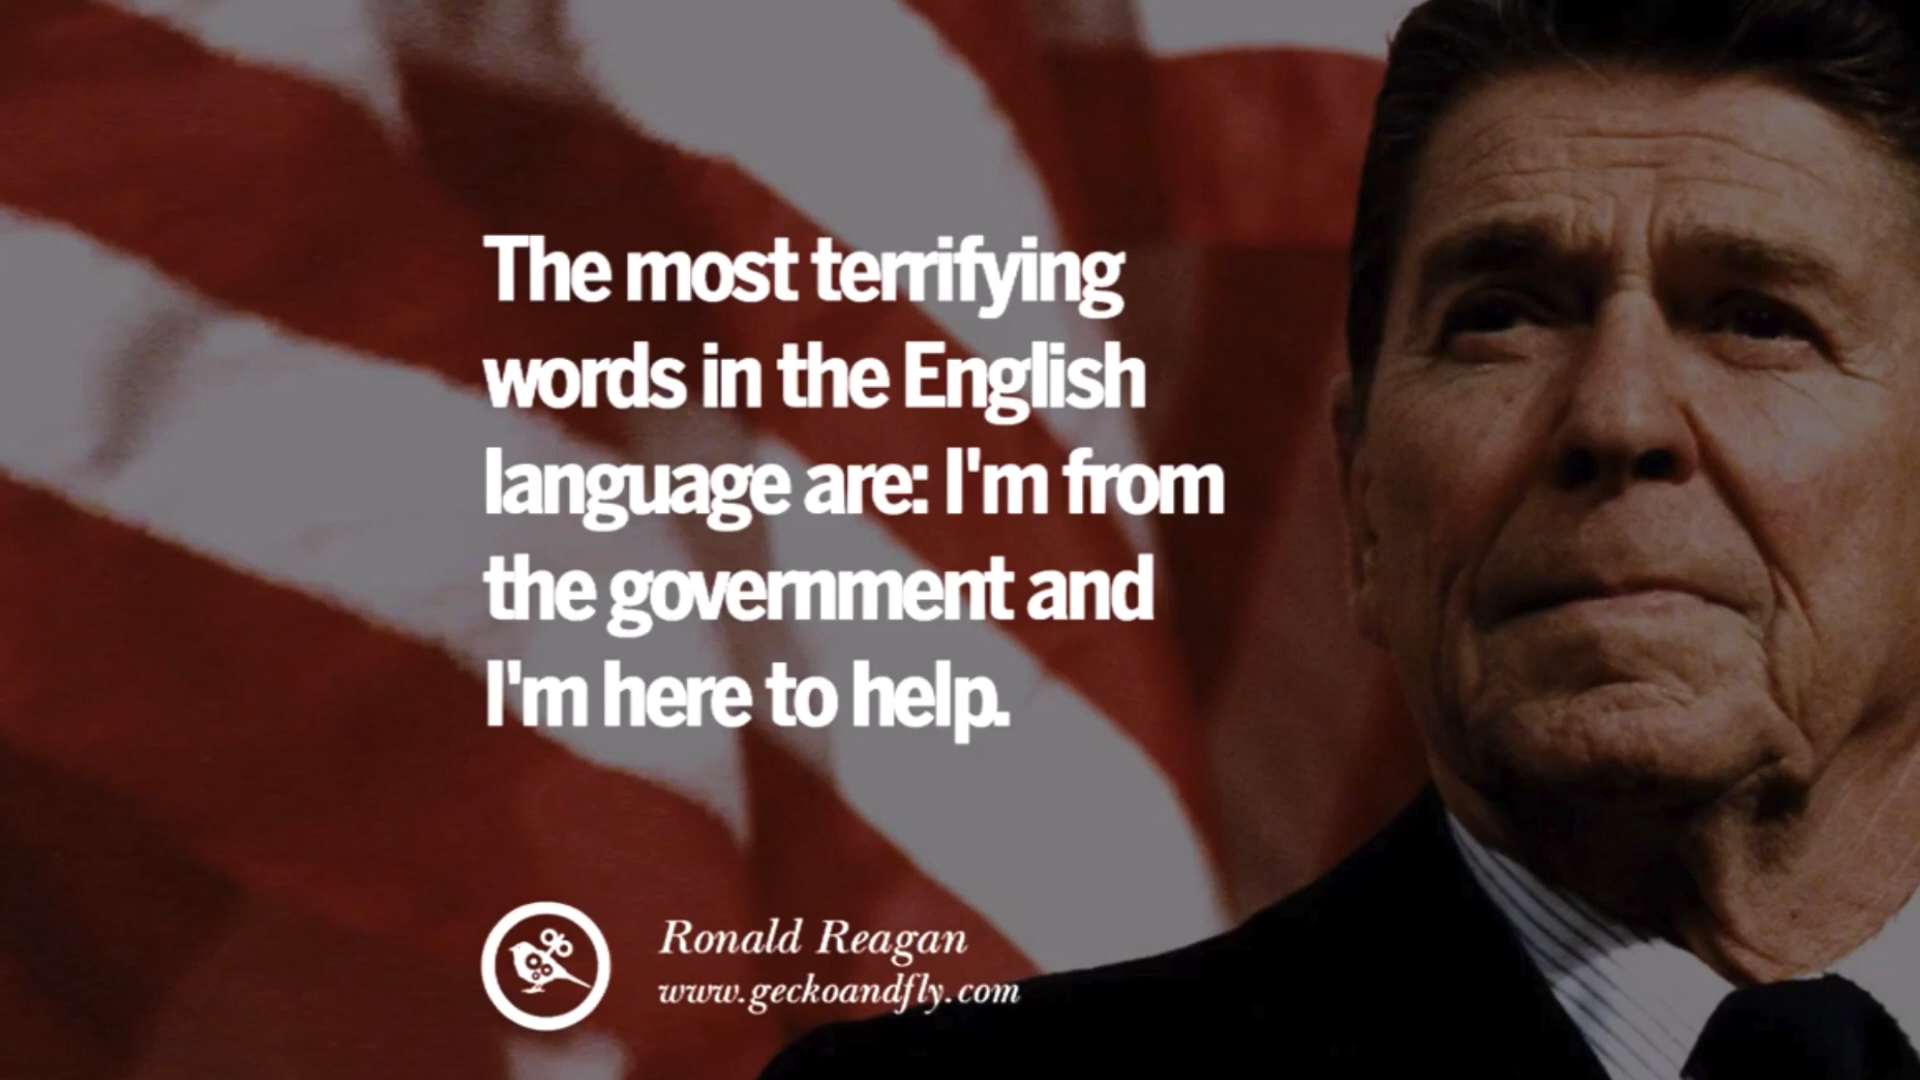 The most terrifying
words in the English
language are: I'm from
the government and
I'm here to help.
Ronald Reagan
www.geckoandfly.com